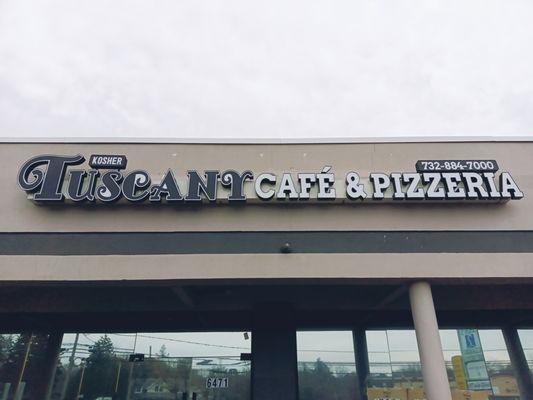 KOSHER
TUSCANY CAFÉ & PIZZERIA
732-884-7000
6471